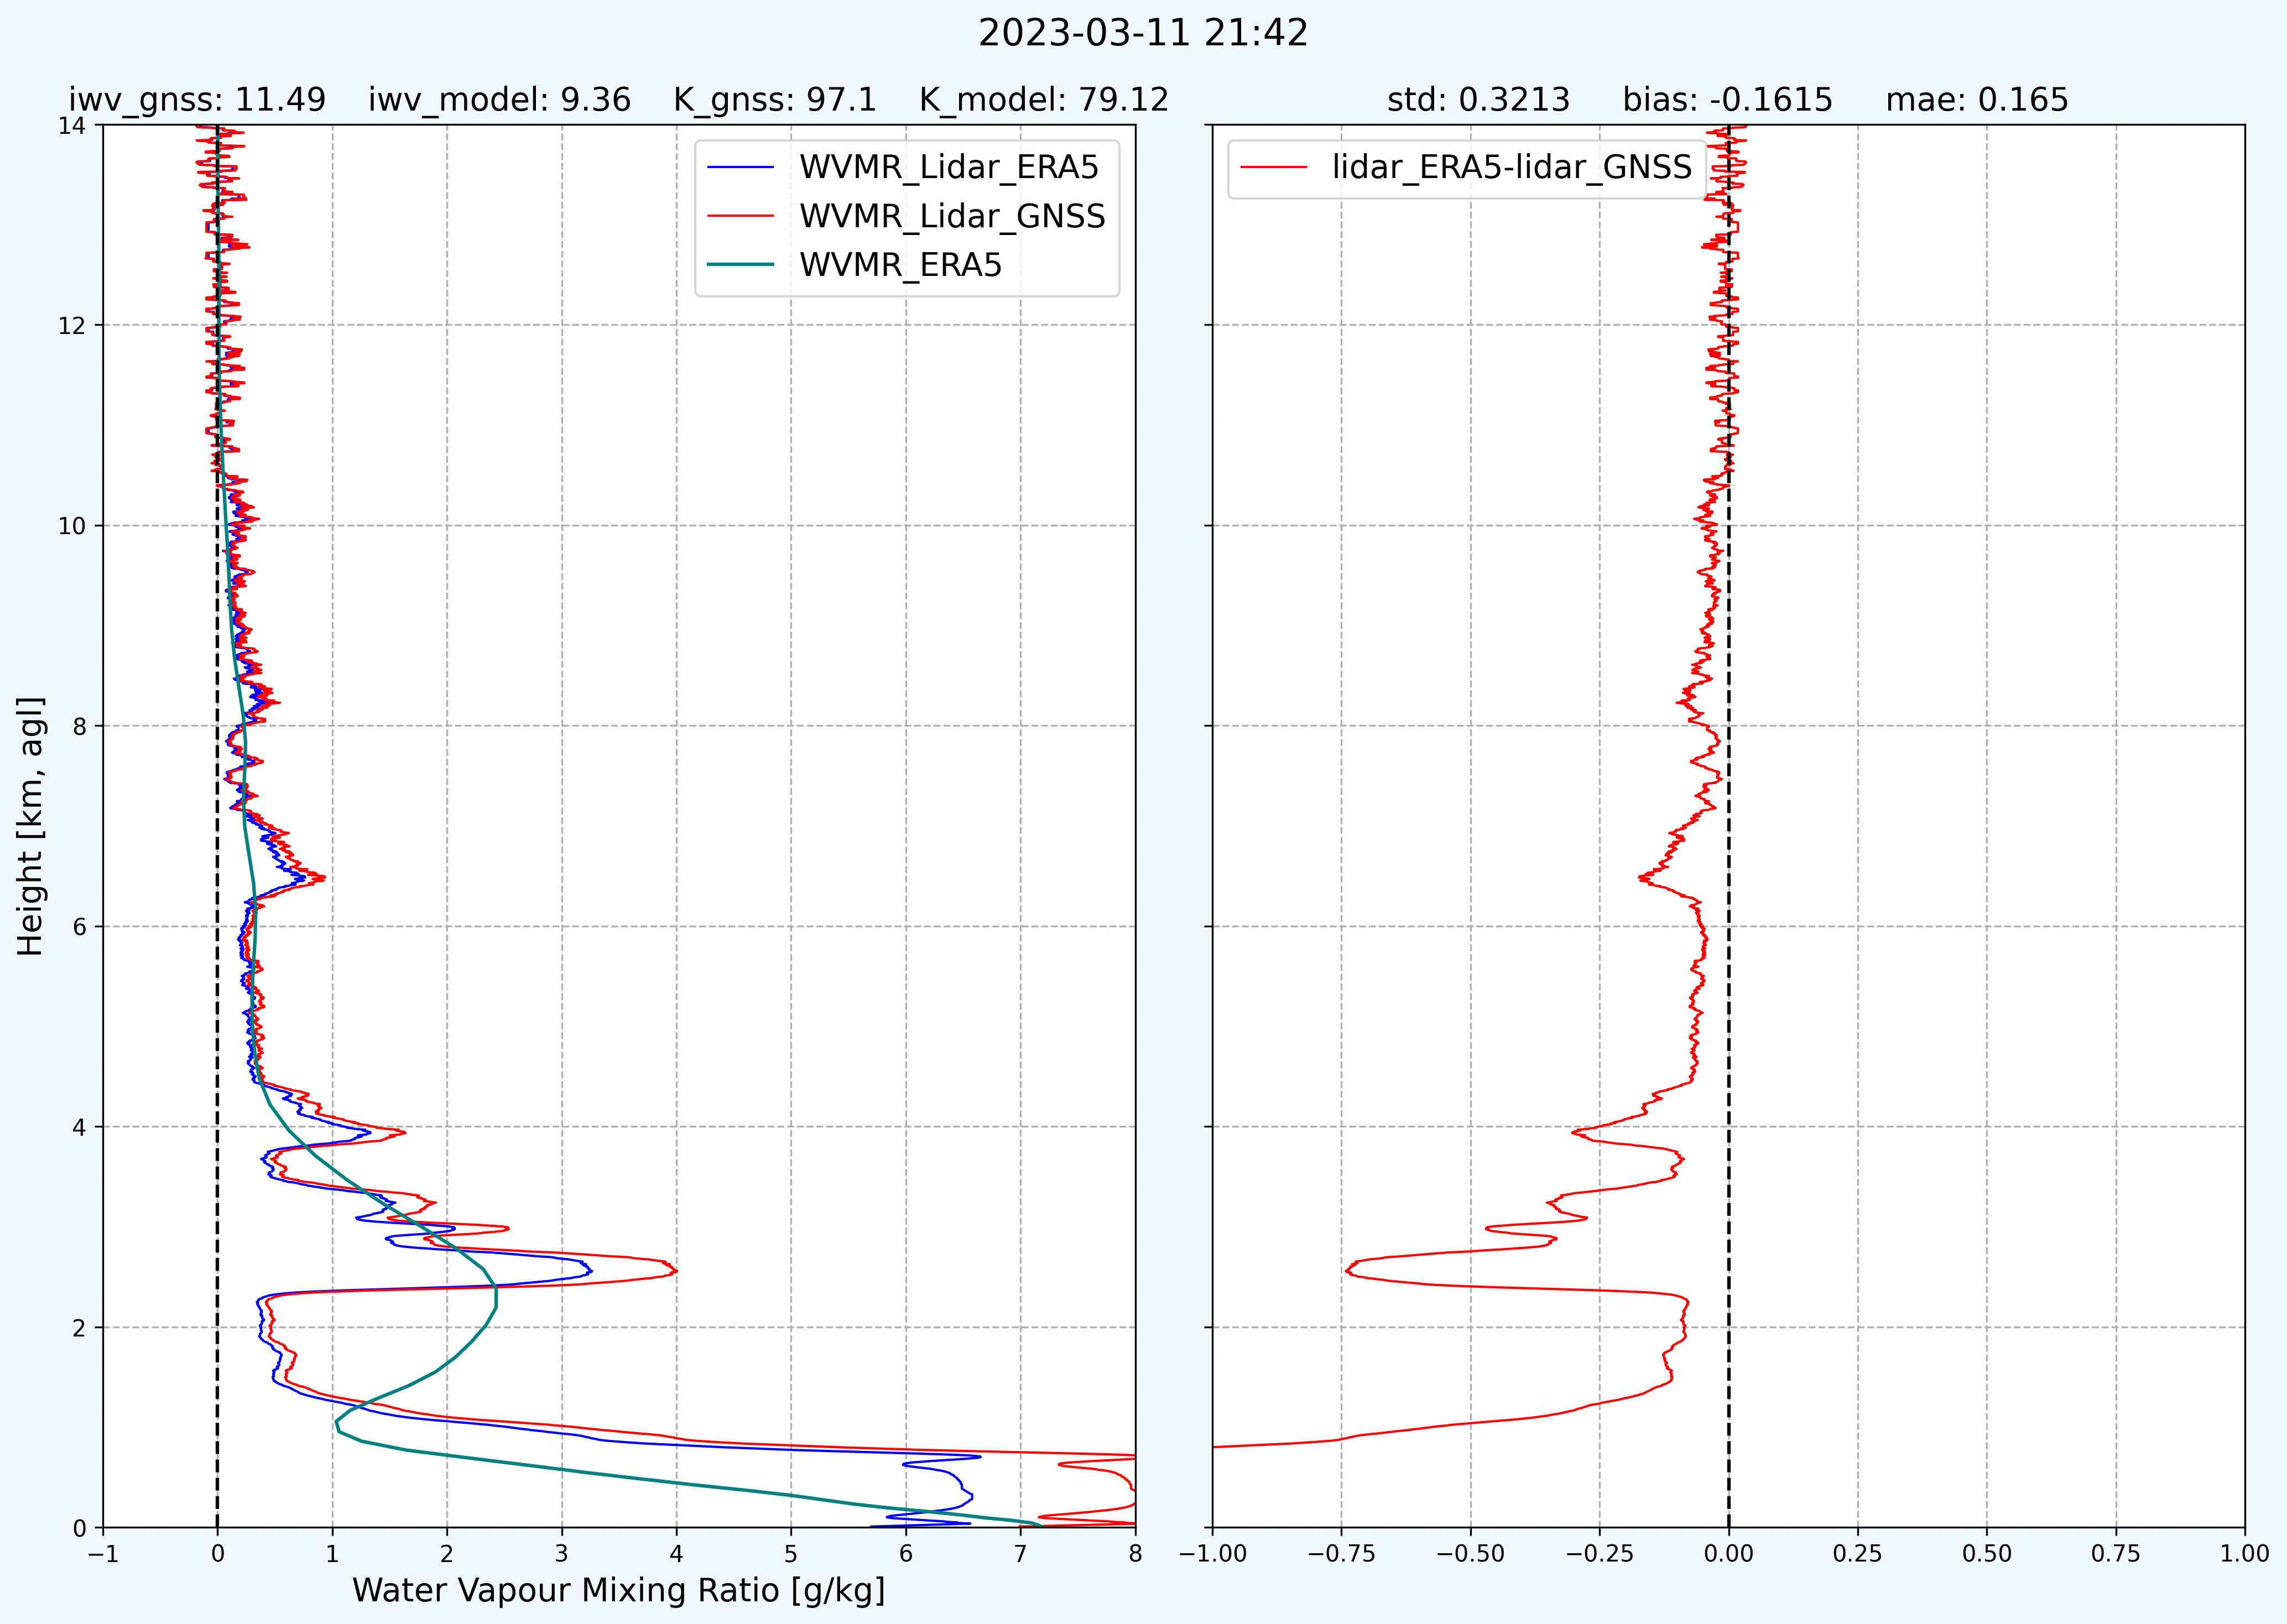 2023-03-11 21:42
iwv_gnss: 11.49 iwv_model: 9.36 K_gnss: 97.1 K_model: 79.12
std: 0.3213 bias: -0.1615 mae: 0.165
WVMR_Lidar_ERA5
WVMR_Lidar_GNSS
WVMR_ERA5
lidar_ERA5-lidar_GNSS
14
12
10
8
6
4
2
0
Height [km, agl]
−1 0 1 2 3 4 5 6 7 8
Water Vapour Mixing Ratio [g/kg]
−1.00 −0.75 −0.50 −0.25 0.00 0.25 0.50 0.75 1.00